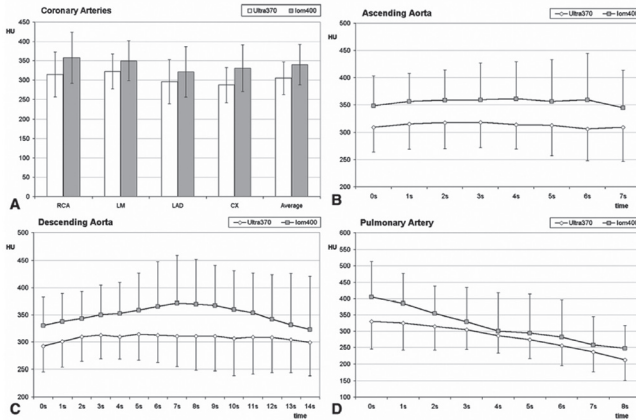 Coronary Arteries
Ultra370 Iom400
HU
450
400
350
300
250
200
150
100
50
0
RCA LM LAD CX Average
A
Ascending Aorta
Ultra370 Iom400
HU
500
450
400
350
300
250
200
0s 1s 2s 3s 4s 5s 6s 7s
time
B
Descending Aorta
Ultra370 Iom400
HU
500
450
400
350
300
250
200
0s 1s 2s 3s 4s 5s 6s 7s 8s 9s 10s 11s 12s 13s 14s
time
C
Pulmonary Artery
Ultra370 Iom400
HU
600
550
500
450
400
350
300
250
200
150
100
0s 1s 2s 3s 4s 5s 6s 7s 8s
time
D